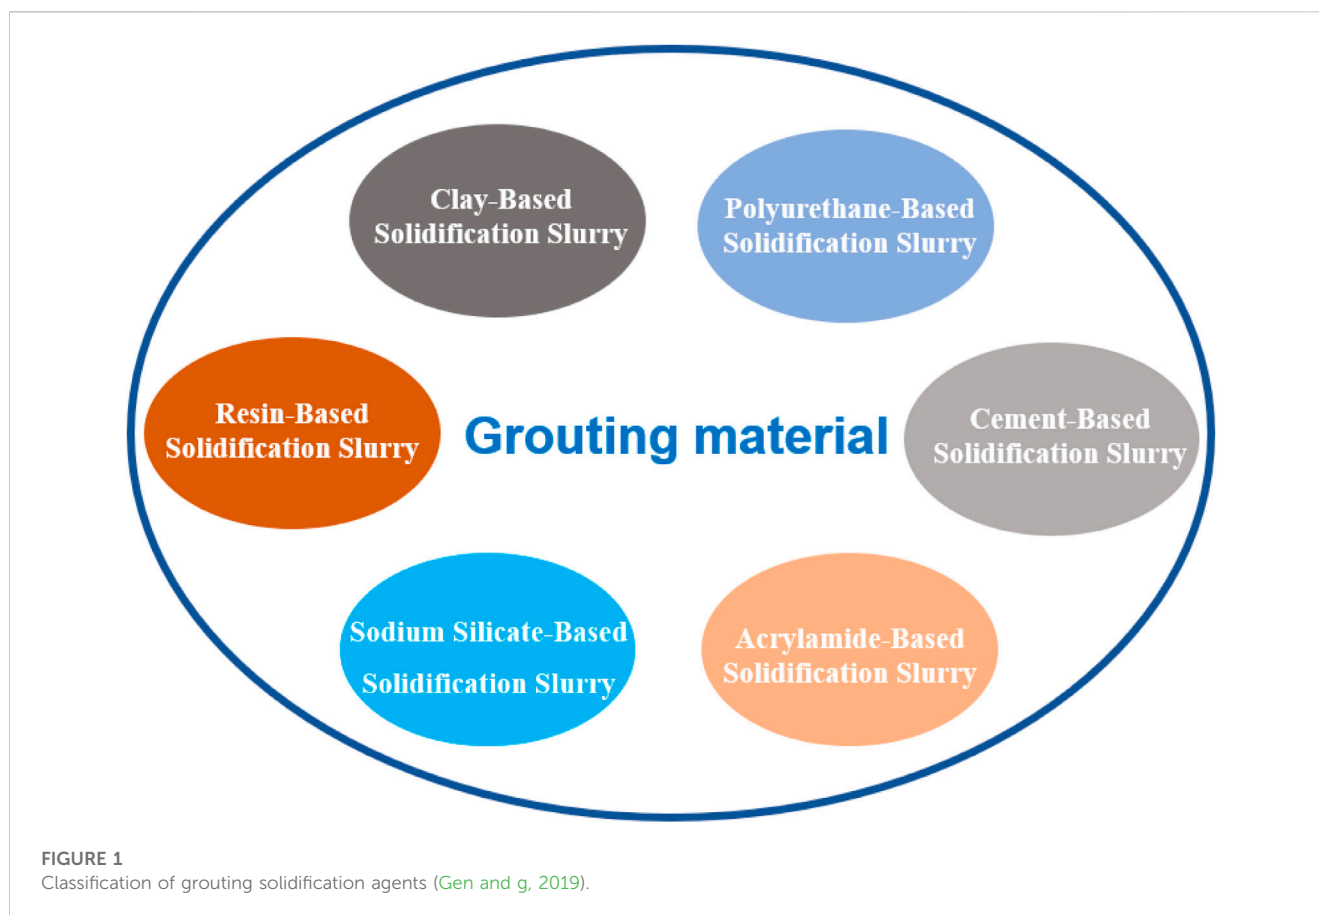 Clay-Based
Solidification Slurry
Polyurethane-Based
Solidification Slurry
Resin-Based
Solidification Slurry
Grouting material
Cement-Based
Solidification Slurry
Sodium Silicate-Based
Solidification Slurry
Acrylamide-Based
Solidification Slurry
FIGURE 1
Classification of grouting solidification agents (Gen and g, 2019).